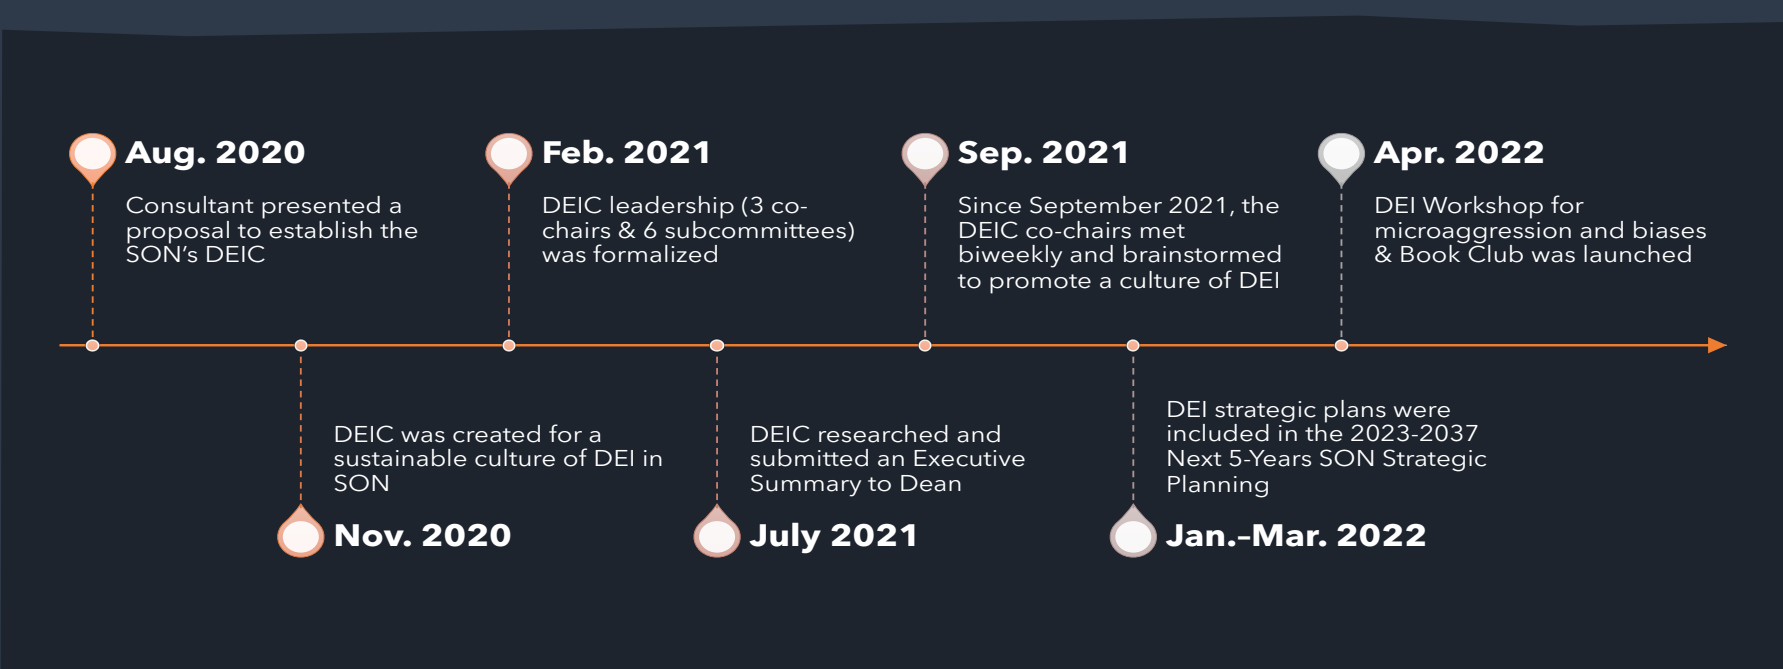 Aug. 2020
Consultant presented a
proposal to establish the
SON's DEIC
Feb. 2021
DEIC leadership (3 co-
chairs & 6 subcommittees)
was formalized
Sep. 2021
Since September 2021, the
DEIC co-chairs met
biweekly and brainstormed
to promote a culture of DEI
Apr. 2022
DEI Workshop for
microaggression and biases
& Book Club was launched
DEIC was created for a
sustainable culture of DEI in
SON
Nov. 2020
DEIC researched and
submitted an Executive
Summary to Dean
July 2021
DEI strategic plans were
included in the 2023-2037
Next 5-Years SON Strategic
Planning
Jan.–Mar. 2022